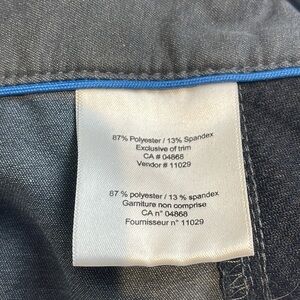 87% Polyester / 13% Spandex
Exclusive of trim
CA # 04868
Vendor # 11029
87 % polyester / 13 % spandex
Garniture non comprise
CA n° 04868
Fournisseur n° 11029